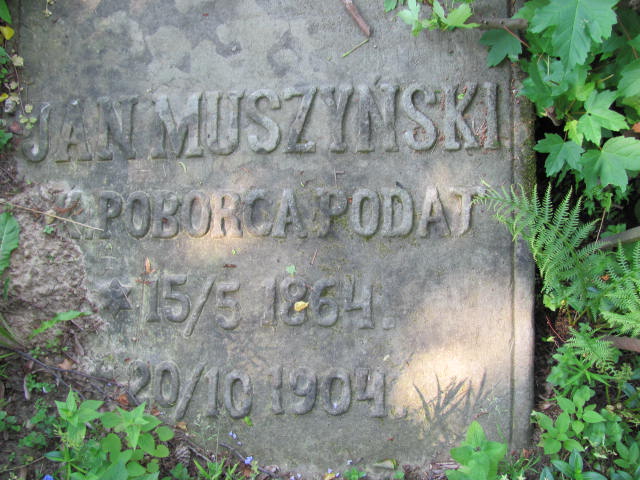 JAN MUSZYŃSKI
C. POBORCA PODAT
* 15/5 1864.
20/10 1904.